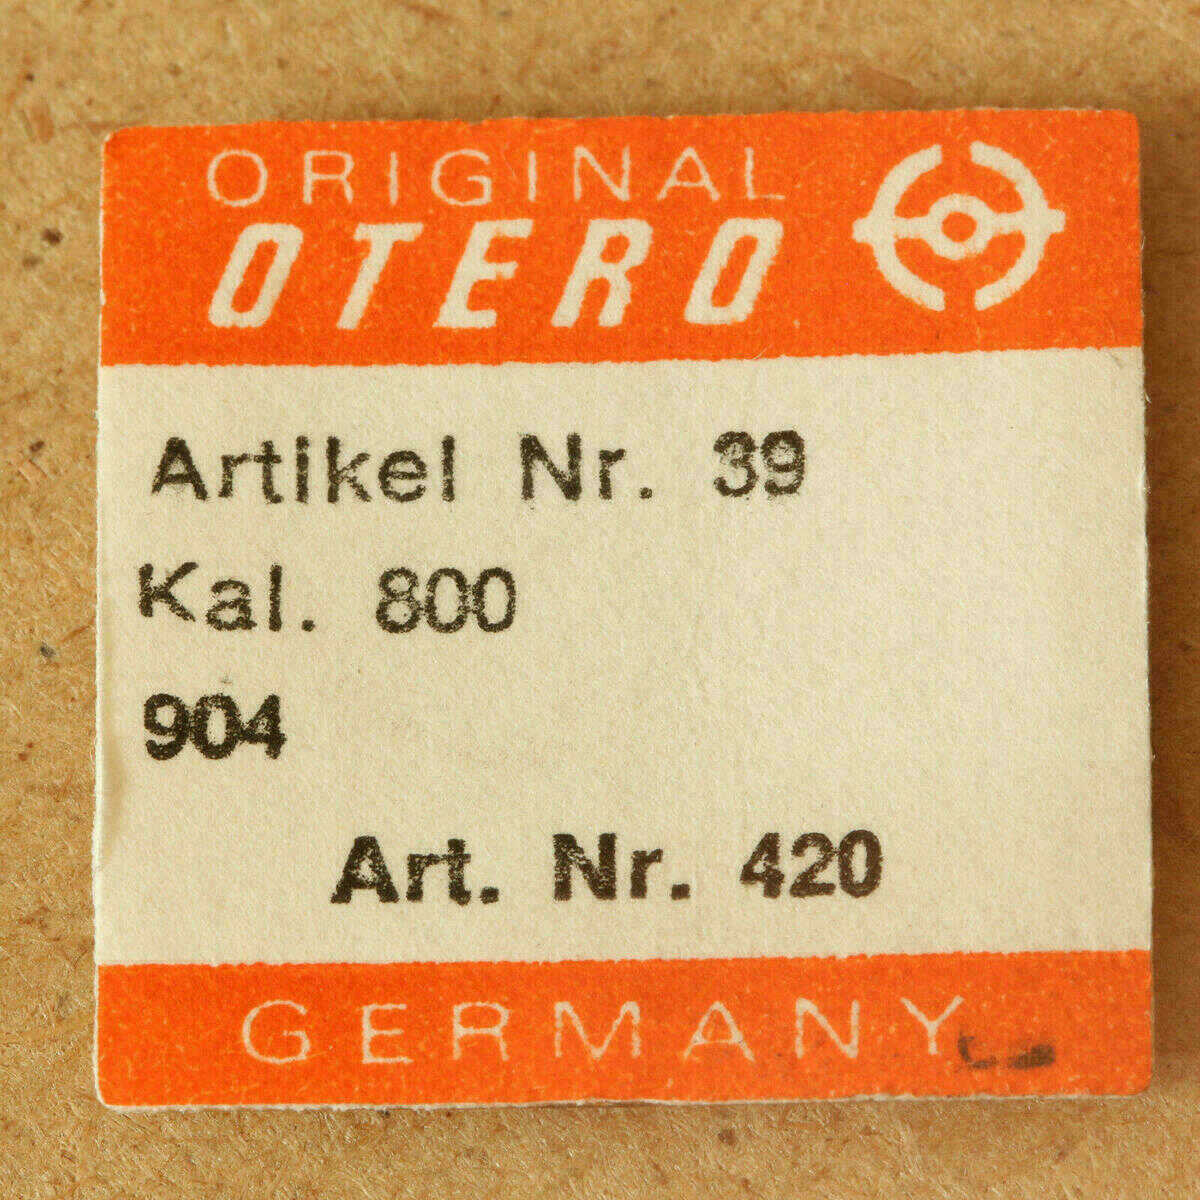 ORIGINAL
OTERO
Artikel Nr. 39
Kal. 800
904
Art. Nr. 420
GERMANY